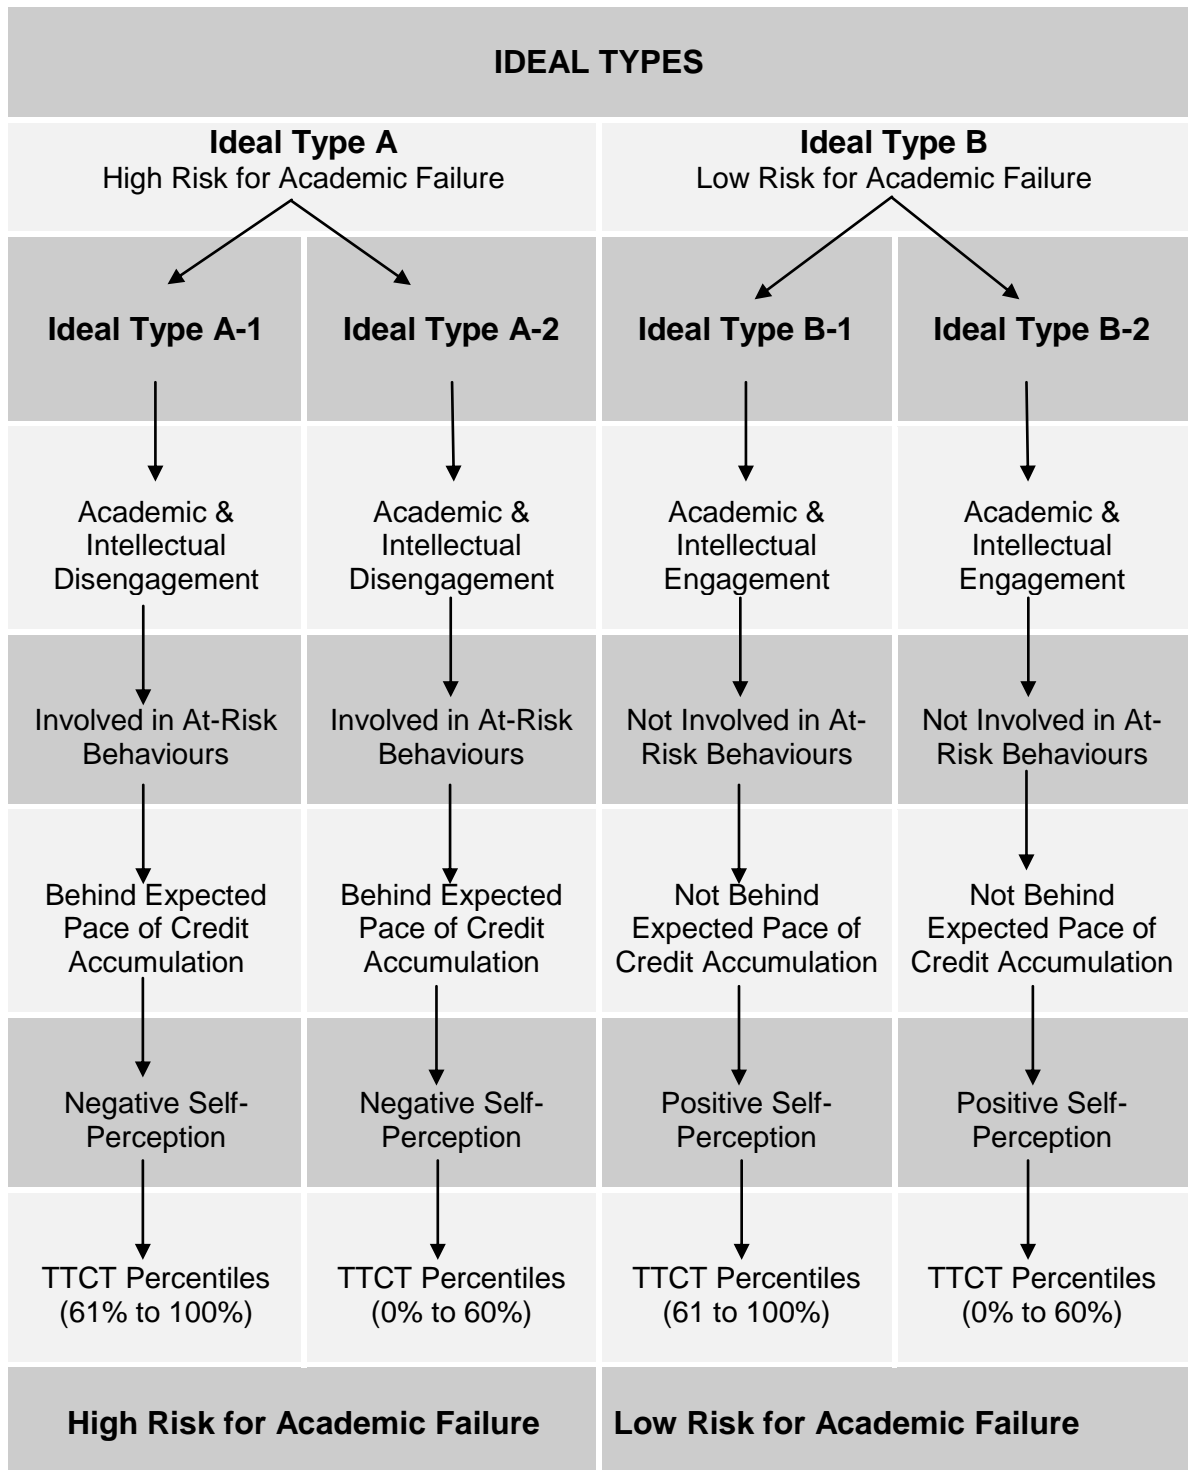 IDEAL TYPES
Ideal Type A
High Risk for Academic Failure
Ideal Type B
Low Risk for Academic Failure
Ideal Type A-1
Ideal Type A-2
Ideal Type B-1
Ideal Type B-2
Academic &
Intellectual
Disengagement
Academic &
Intellectual
Disengagement
Academic &
Intellectual
Engagement
Academic &
Intellectual
Engagement
Involved in At-Risk
Behaviours
Involved in At-Risk
Behaviours
Not Involved in At-
Risk Behaviours
Not Involved in At-
Risk Behaviours
Behind Expected
Pace of Credit
Accumulation
Behind Expected
Pace of Credit
Accumulation
Not Behind
Expected Pace of
Credit Accumulation
Not Behind
Expected Pace of
Credit Accumulation
Negative Self-
Perception
Negative Self-
Perception
Positive Self-
Perception
Positive Self-
Perception
TTCT Percentiles
(61% to 100%)
TTCT Percentiles
(0% to 60%)
TTCT Percentiles
(61 to 100%)
TTCT Percentiles
(0% to 60%)
High Risk for Academic Failure
Low Risk for Academic Failure